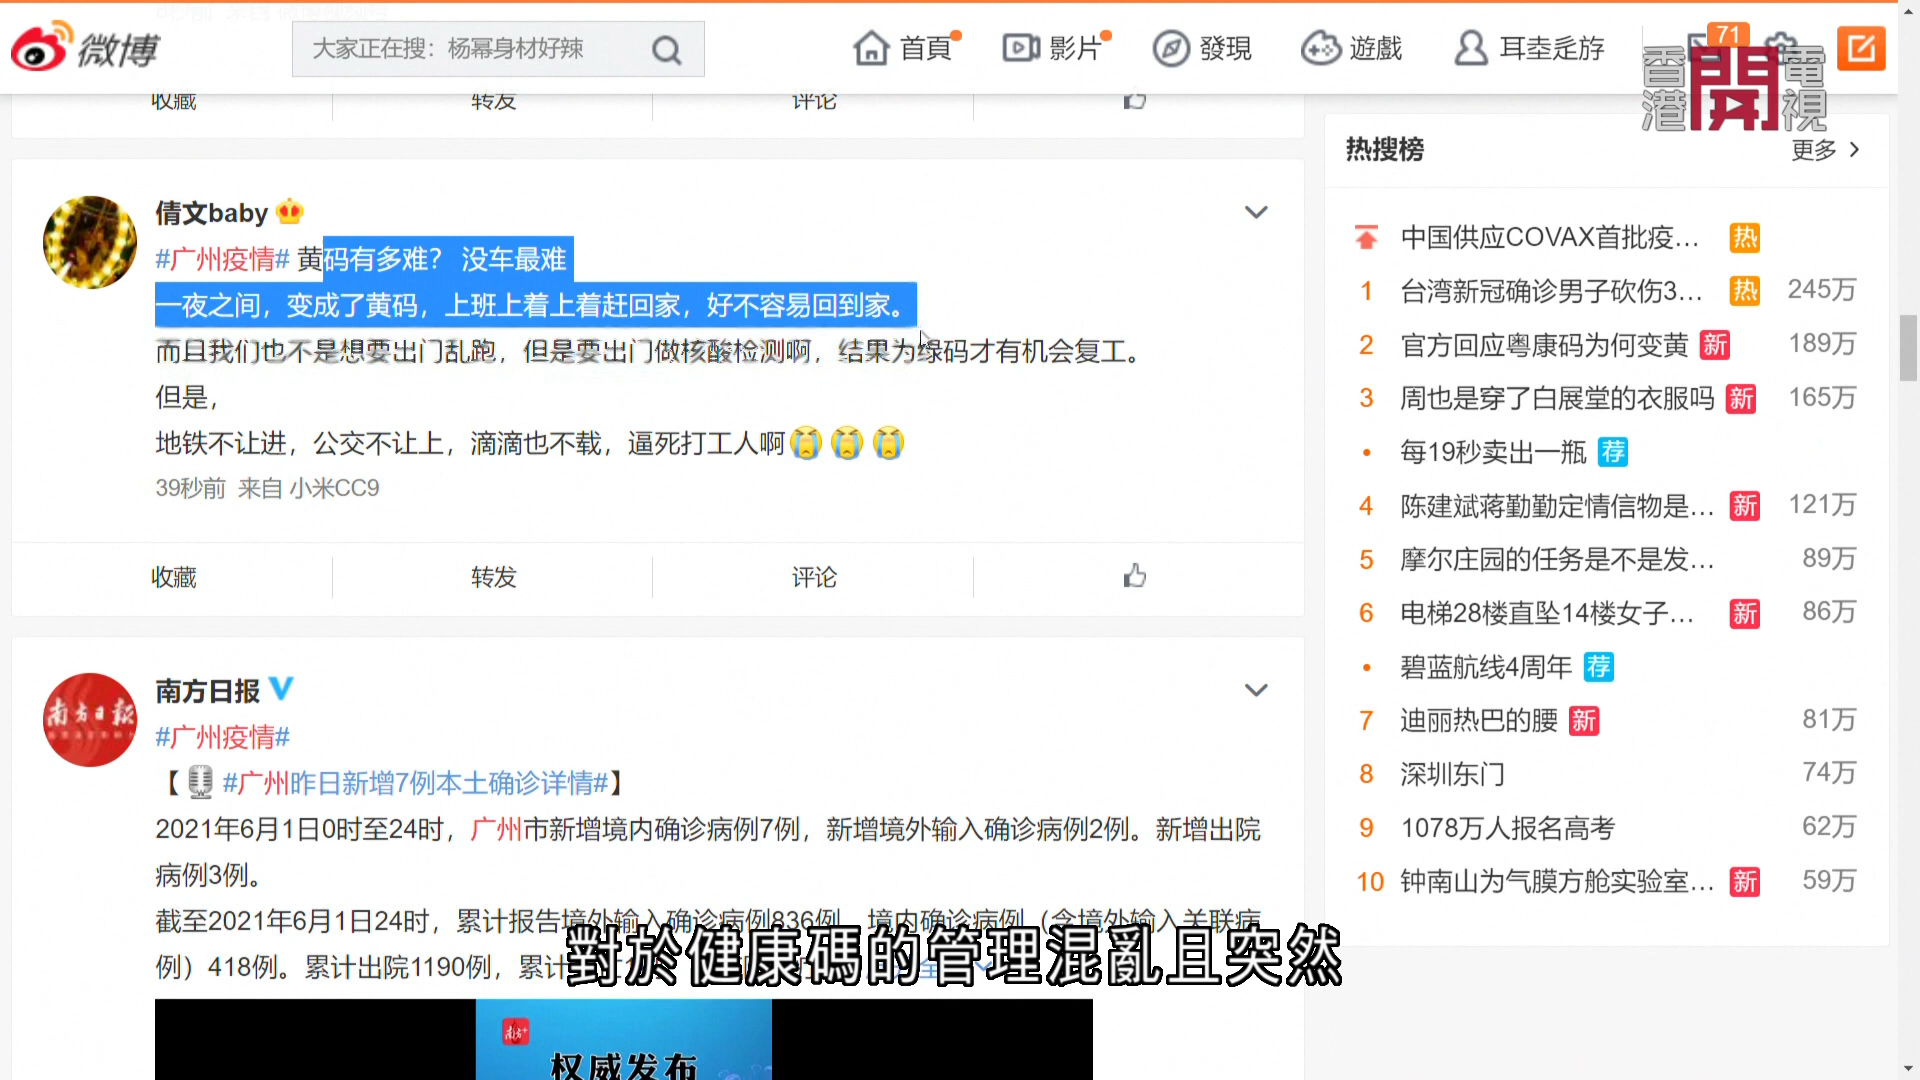 微博
大家正在搜：杨幂身材好辣
首頁
影片
發現
遊戲
71
香港
開
電視
收藏
转发
评论
倩文baby
#广州疫情# 黄码有多难？ 没车最难
一夜之间，变成了黄码，上班上着上着赶回家，好不容易回到家。
而且我们也不是想要出门乱跑，但是要出门做核酸检测啊，结果为绿码才有机会复工。
但是，
地铁不让进，公交不让上，滴滴也不载，逼死打工人啊
39秒前 来自 小米CC9
收藏
转发
评论
南方日报
南方日报
#广州疫情#
【 #广州昨日新增7例本土确诊详情#】
2021年6月1日0时至24时，广州市新增境内确诊病例7例，新增境外输入确诊病例2例。新增出院
病例3例。
截至2021年6月1日24时，累计报告境外输入确诊病例836例，境内确诊病例（含境外输入关联病
例）418例。累计出院1190例，累计
南方+
权威发布
對於健康碼的管理混亂且突然
热搜榜
更多
中国供应COVAX首批疫... 热
1 台湾新冠确诊男子砍伤3... 热 245万
2 官方回应粤康码为何变黄 新 189万
3 周也是穿了白展堂的衣服吗 新 165万
• 每19秒卖出一瓶 荐
4 陈建斌蒋勤勤定情信物是... 新 121万
5 摩尔庄园的任务是不是发... 89万
6 电梯28楼直坠14楼女子... 新 86万
• 碧蓝航线4周年 荐
7 迪丽热巴的腰 新 81万
8 深圳东门 74万
9 1078万人报名高考 62万
10 钟南山为气膜方舱实验室... 新 59万